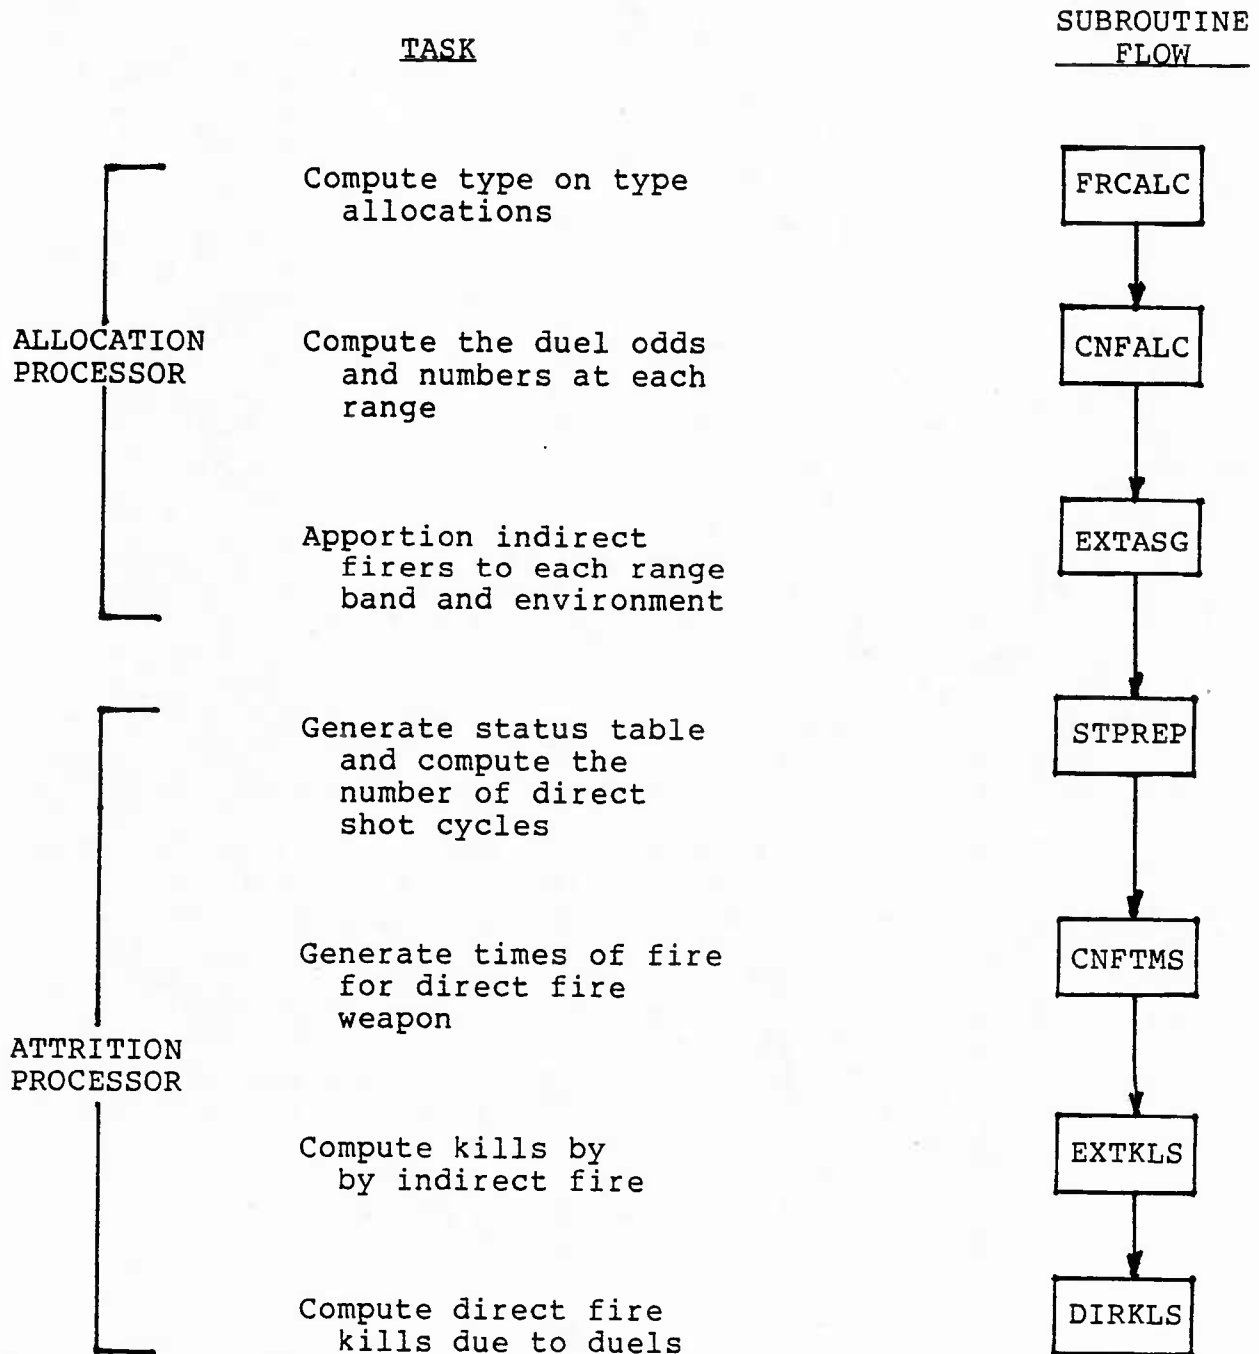 TASK
SUBROUTINE
FLOW
Compute type on type
allocations
FRCALC
ALLOCATION
PROCESSOR
Compute the duel odds
and numbers at each
range
CNFALC
Apportion indirect
firers to each range
band and environment
EXTASG
Generate status table
and compute the
number of direct
shot cycles
STPREP
Generate times of fire
for direct fire
weapon
CNFTMS
ATTRITION
PROCESSOR
Compute kills by
by indirect fire
EXTKLS
Compute direct fire
kills due to duels
DIRKLS